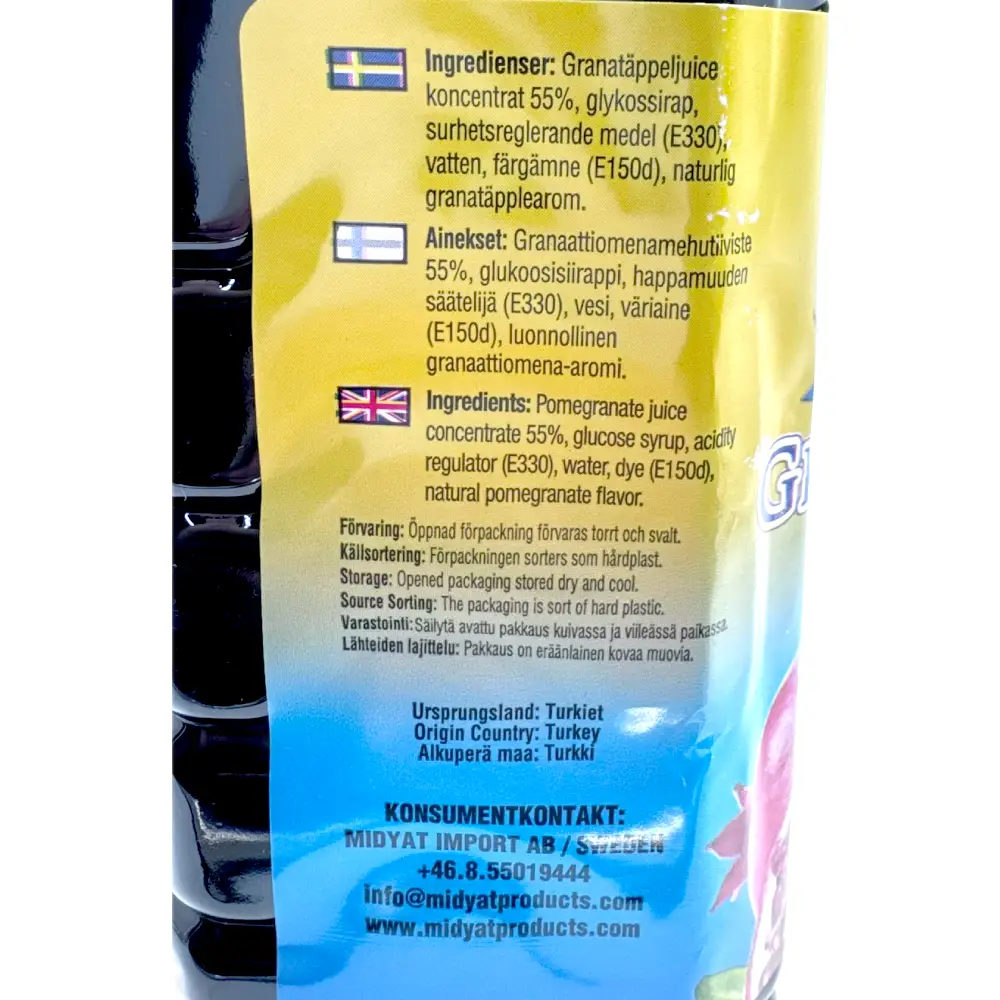 Ingredienser: Granatäppeljuice
koncentrat 55%, glykossirap,
surhetsreglerande medel (E330),
vatten, färgämne (E150d), naturlig
granatäpplearom.
Ainekset: Granaattiomenamehutiiviste
55%, glukoosisiirappi, happamuuden
säätelijä (E330), vesi, väriaine
(E150d), luonnollinen
granaattiomena-aromi.
Ingredients: Pomegranate juice
concentrate 55%, glucose syrup, acidity
regulator (E330), water, dye (E150d),
natural pomegranate flavor.
Förvaring: Öppnad förpackning förvaras torrt och svalt.
Källsortering: Förpackningen sorters som hårdplast.
Storage: Opened packaging stored dry and cool.
Source Sorting: The packaging is sort of hard plastic.
Varastointi: Säilytä avattu pakkaus kuivassa ja viileässä paikassa.
Lähteiden lajittelu: Pakkaus on eräänlainen kovaa muovia.
Ursprungsland: Turkiet
Origin Country: Turkey
Alkuperä maa: Turkki
KONSUMENTKONTAKT:
MIDYAT IMPORT AB / SWEDEN
+46.8.55019444
info@midyatproducts.com
www.midyatproducts.com